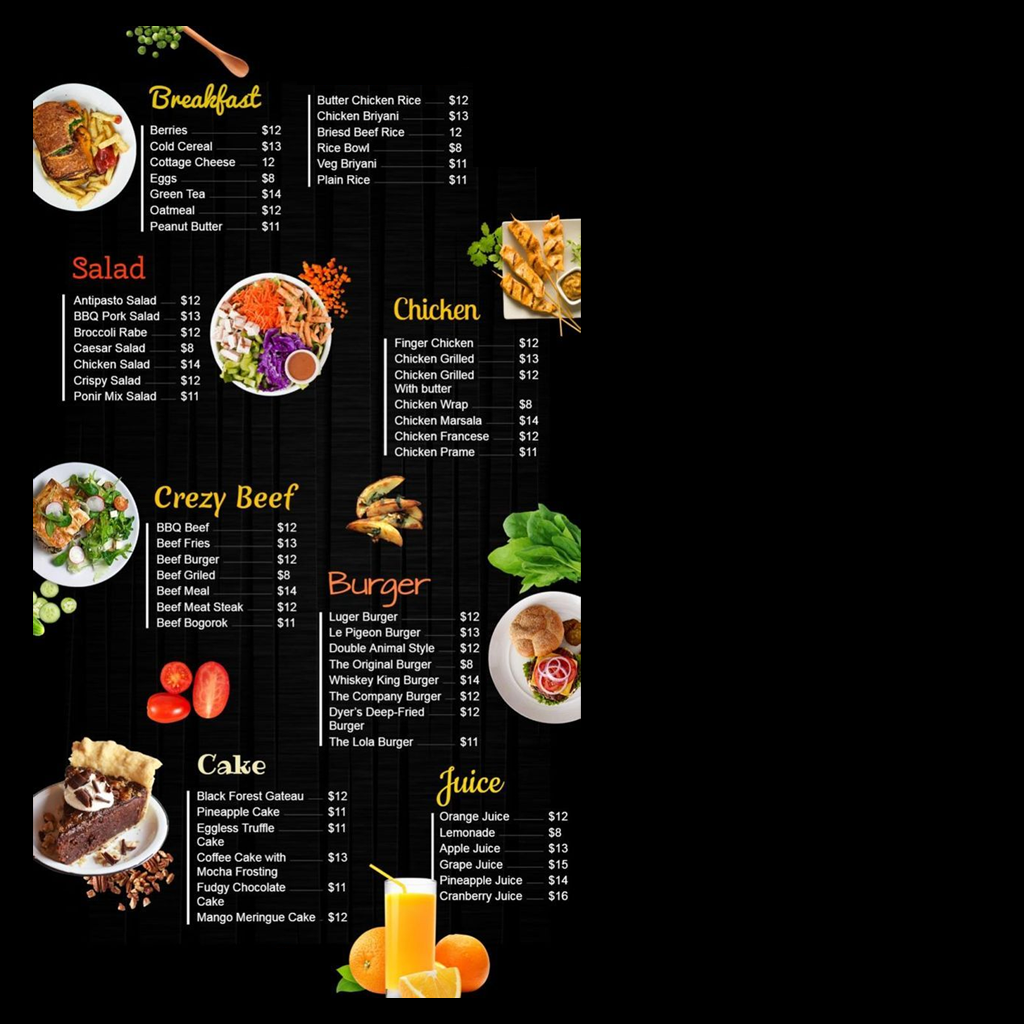 Breakfast
Berries $12
Cold Cereal $13
Cottage Cheese 12
Eggs $8
Green Tea $14
Oatmeal $12
Peanut Butter $11
Butter Chicken Rice $12
Chicken Briyani $13
Briesd Beef Rice 12
Rice Bowl $8
Veg Briyani $11
Plain Rice $11
Salad
Antipasto Salad $12
BBQ Pork Salad $13
Broccoli Rabe $12
Caesar Salad $8
Chicken Salad $14
Crispy Salad $12
Ponir Mix Salad $11
Chicken
Finger Chicken $12
Chicken Grilled $13
Chicken Grilled $12
With butter
Chicken Wrap $8
Chicken Marsala $14
Chicken Francese $12
Chicken Prame $11
Crezy Beef
BBQ Beef $12
Beef Fries $13
Beef Burger $12
Beef Griled $8
Beef Meal $14
Beef Meat Steak $12
Beef Bogorok $11
Burger
Luger Burger $12
Le Pigeon Burger $13
Double Animal Style $12
The Original Burger $8
Whiskey King Burger $14
The Company Burger $12
Dyer's Deep-Fried $12
Burger
The Lola Burger $11
Cake
Black Forest Gateau $12
Pineapple Cake $11
Eggless Truffle $11
Cake
Coffee Cake with $13
Mocha Frosting
Fudgy Chocolate $11
Cake
Mango Meringue Cake $12
Juice
Orange Juice $12
Lemonade $8
Apple Juice $13
Grape Juice $15
Pineapple Juice $14
Cranberry Juice $16